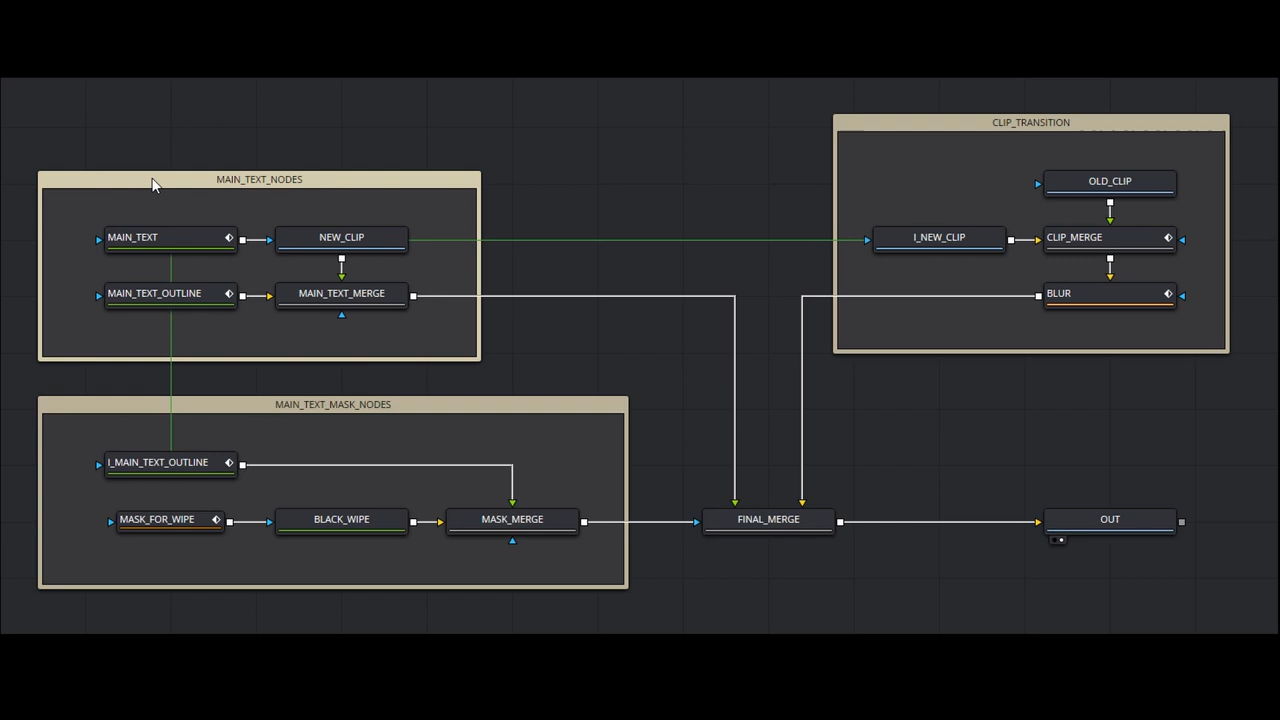 CLIP_TRANSITION
OLD_CLIP
I_NEW_CLIP
CLIP_MERGE
BLUR
MAIN_TEXT_NODES
MAIN_TEXT
NEW_CLIP
MAIN_TEXT_OUTLINE
MAIN_TEXT_MERGE
MAIN_TEXT_MASK_NODES
I_MAIN_TEXT_OUTLINE
MASK_FOR_WIPE
BLACK_WIPE
MASK_MERGE
FINAL_MERGE
OUT